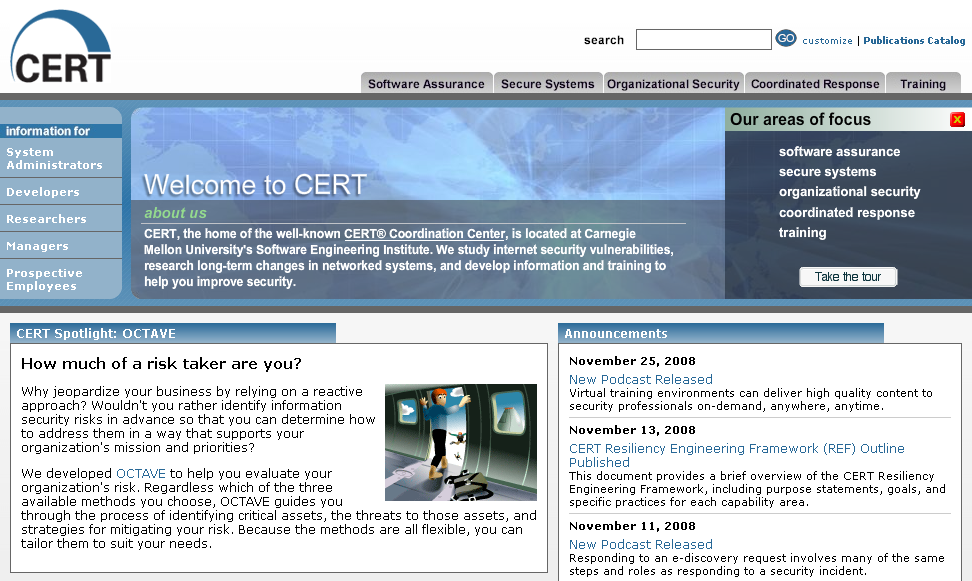 CERT
search GO customize | Publications Catalog
Software Assurance Secure Systems Organizational Security Coordinated Response Training
information for
System
Administrators
Developers
Researchers
Managers
Prospective
Employees
Welcome to CERT
about us
CERT, the home of the well-known CERT® Coordination Center, is located at Carnegie
Mellon University's Software Engineering Institute. We study internet security vulnerabilities,
research long-term changes in networked systems, and develop information and training to
help you improve security.
Our areas of focus X
software assurance
secure systems
organizational security
coordinated response
training
Take the tour
CERT Spotlight: OCTAVE
How much of a risk taker are you?
Why jeopardize your business by relying on a reactive
approach? Wouldn't you rather identify information
security risks in advance so that you can determine how
to address them in a way that supports your
organization's mission and priorities?
We developed OCTAVE to help you evaluate your
organization's risk. Regardless which of the three
available methods you choose, OCTAVE guides you
through the process of identifying critical assets, the threats to those assets, and
strategies for mitigating your risk. Because the methods are all flexible, you can
tailor them to suit your needs.
Announcements
November 25, 2008
New Podcast Released
Virtual training environments can deliver high quality content to
security professionals on-demand, anywhere, anytime.
November 13, 2008
CERT Resiliency Engineering Framework (REF) Outline
Published
This document provides a brief overview of the CERT Resiliency
Engineering Framework, including purpose statements, goals, and
specific practices for each capability area.
November 11, 2008
New Podcast Released
Responding to an e-discovery request involves many of the same
steps and roles as responding to a security incident.